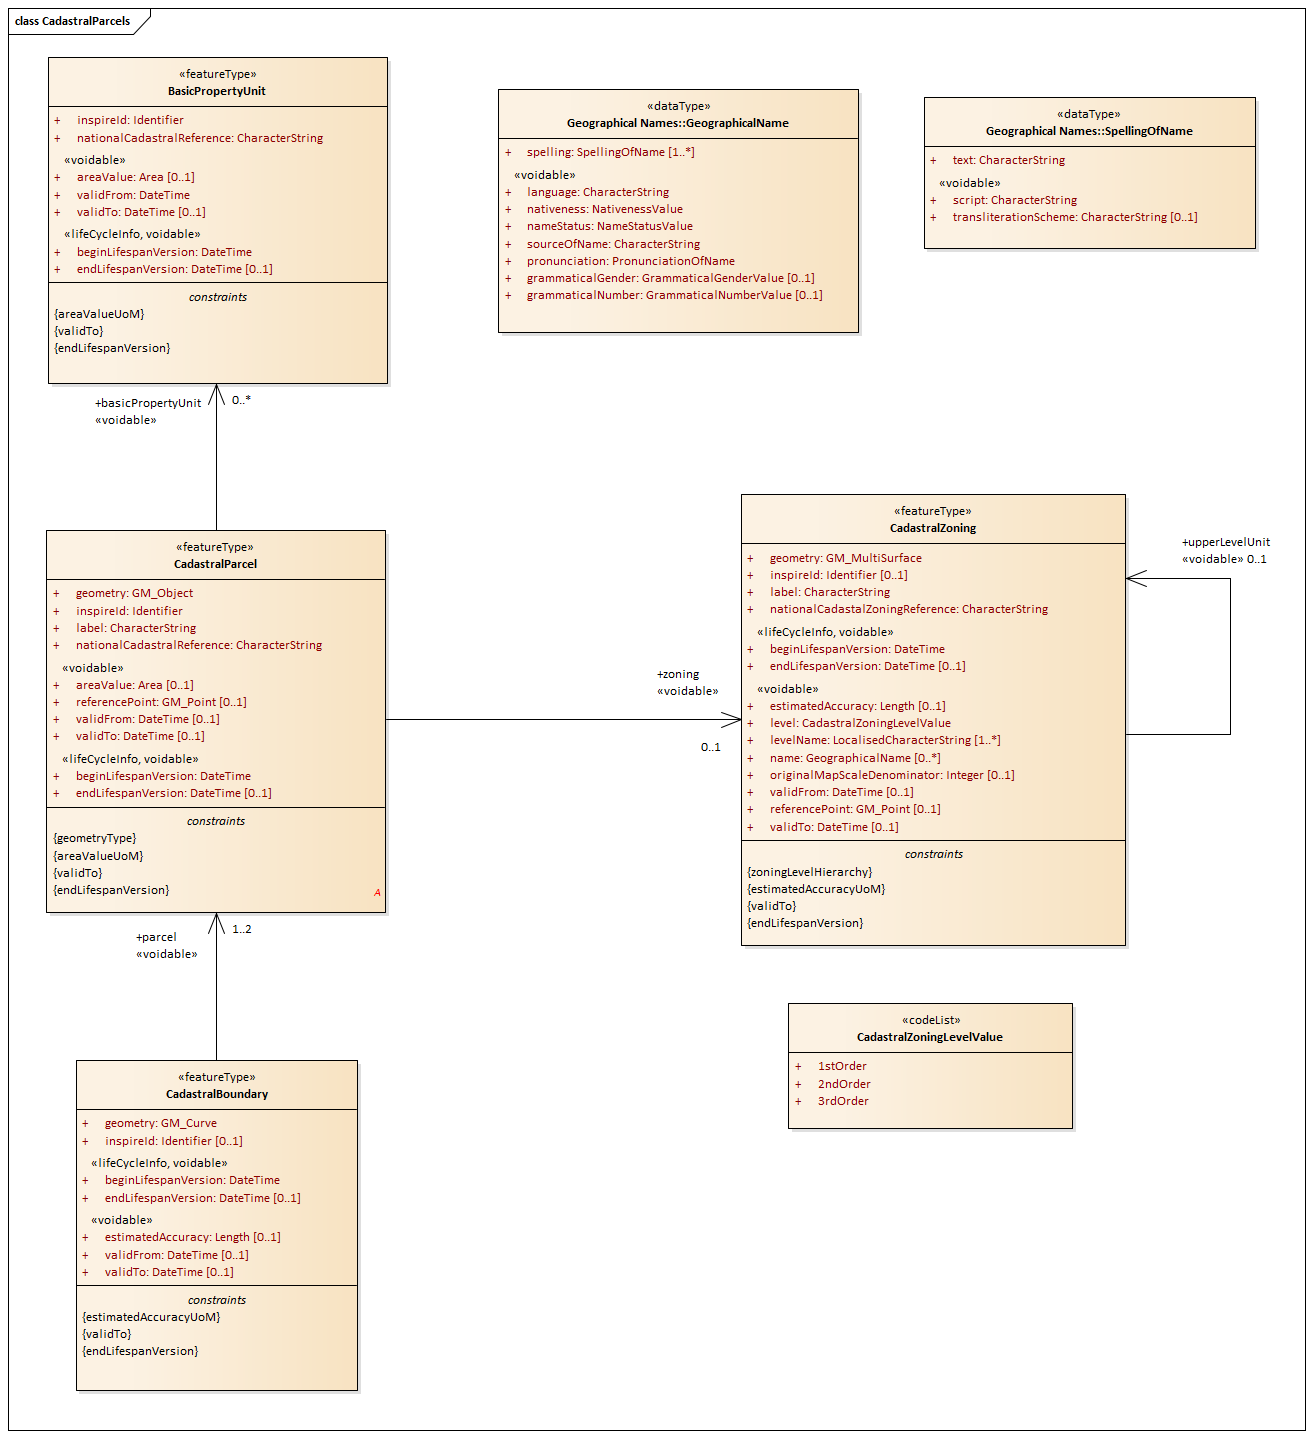 class CadastralParcels
«featureType»
BasicPropertyUnit
+ inspireId: Identifier
+ nationalCadastralReference: CharacterString
«voidable»
+ areaValue: Area [0..1]
+ validFrom: DateTime
+ validTo: DateTime [0..1]
«lifeCycleInfo, voidable»
+ beginLifespanVersion: DateTime
+ endLifespanVersion: DateTime [0..1]
constraints
{areaValueUoM}
{validTo}
{endLifespanVersion}
«dataType»
Geographical Names::GeographicalName
+ spelling: SpellingOfName [1..*]
«voidable»
+ language: CharacterString
+ nativeness: NativenessValue
+ nameStatus: NameStatusValue
+ sourceOfName: CharacterString
+ pronunciation: PronunciationOfName
+ grammaticalGender: GrammaticalGenderValue [0..1]
+ grammaticalNumber: GrammaticalNumberValue [0..1]
«dataType»
Geographical Names::SpellingOfName
+ text: CharacterString
«voidable»
+ script: CharacterString
+ transliterationScheme: CharacterString [0..1]
+basicPropertyUnit 0..*
«voidable»
«featureType»
CadastralParcel
+ geometry: GM_Object
+ inspireId: Identifier
+ label: CharacterString
+ nationalCadastralReference: CharacterString
«voidable»
+ areaValue: Area [0..1]
+ referencePoint: GM_Point [0..1]
+ validFrom: DateTime [0..1]
+ validTo: DateTime [0..1]
«lifeCycleInfo, voidable»
+ beginLifespanVersion: DateTime
+ endLifespanVersion: DateTime [0..1]
constraints
{geometryType}
{areaValueUoM}
{validTo}
{endLifespanVersion}
A
+zoning
«voidable»
0..1
«featureType»
CadastralZoning
+ geometry: GM_MultiSurface
+ inspireId: Identifier [0..1]
+ label: CharacterString
+ nationalCadastalZoningReference: CharacterString
«lifeCycleInfo, voidable»
+ beginLifespanVersion: DateTime
+ endLifespanVersion: DateTime [0..1]
«voidable»
+ estimatedAccuracy: Length [0..1]
+ level: CadastralZoningLevelValue
+ levelName: LocalisedCharacterString [1..*]
+ name: GeographicalName [0..*]
+ originalMapScaleDenominator: Integer [0..1]
+ validFrom: DateTime [0..1]
+ referencePoint: GM_Point [0..1]
+ validTo: DateTime [0..1]
constraints
{zoningLevelHierarchy}
{estimatedAccuracyUoM}
{validTo}
{endLifespanVersion}
+upperLevelUnit
«voidable» 0..1
+parcel 1..2
«voidable»
«featureType»
CadastralBoundary
+ geometry: GM_Curve
+ inspireId: Identifier [0..1]
«lifeCycleInfo, voidable»
+ beginLifespanVersion: DateTime
+ endLifespanVersion: DateTime [0..1]
«voidable»
+ estimatedAccuracy: Length [0..1]
+ validFrom: DateTime [0..1]
+ validTo: DateTime [0..1]
constraints
{estimatedAccuracyUoM}
{validTo}
{endLifespanVersion}
«codeList»
CadastralZoningLevelValue
+ 1stOrder
+ 2ndOrder
+ 3rdOrder